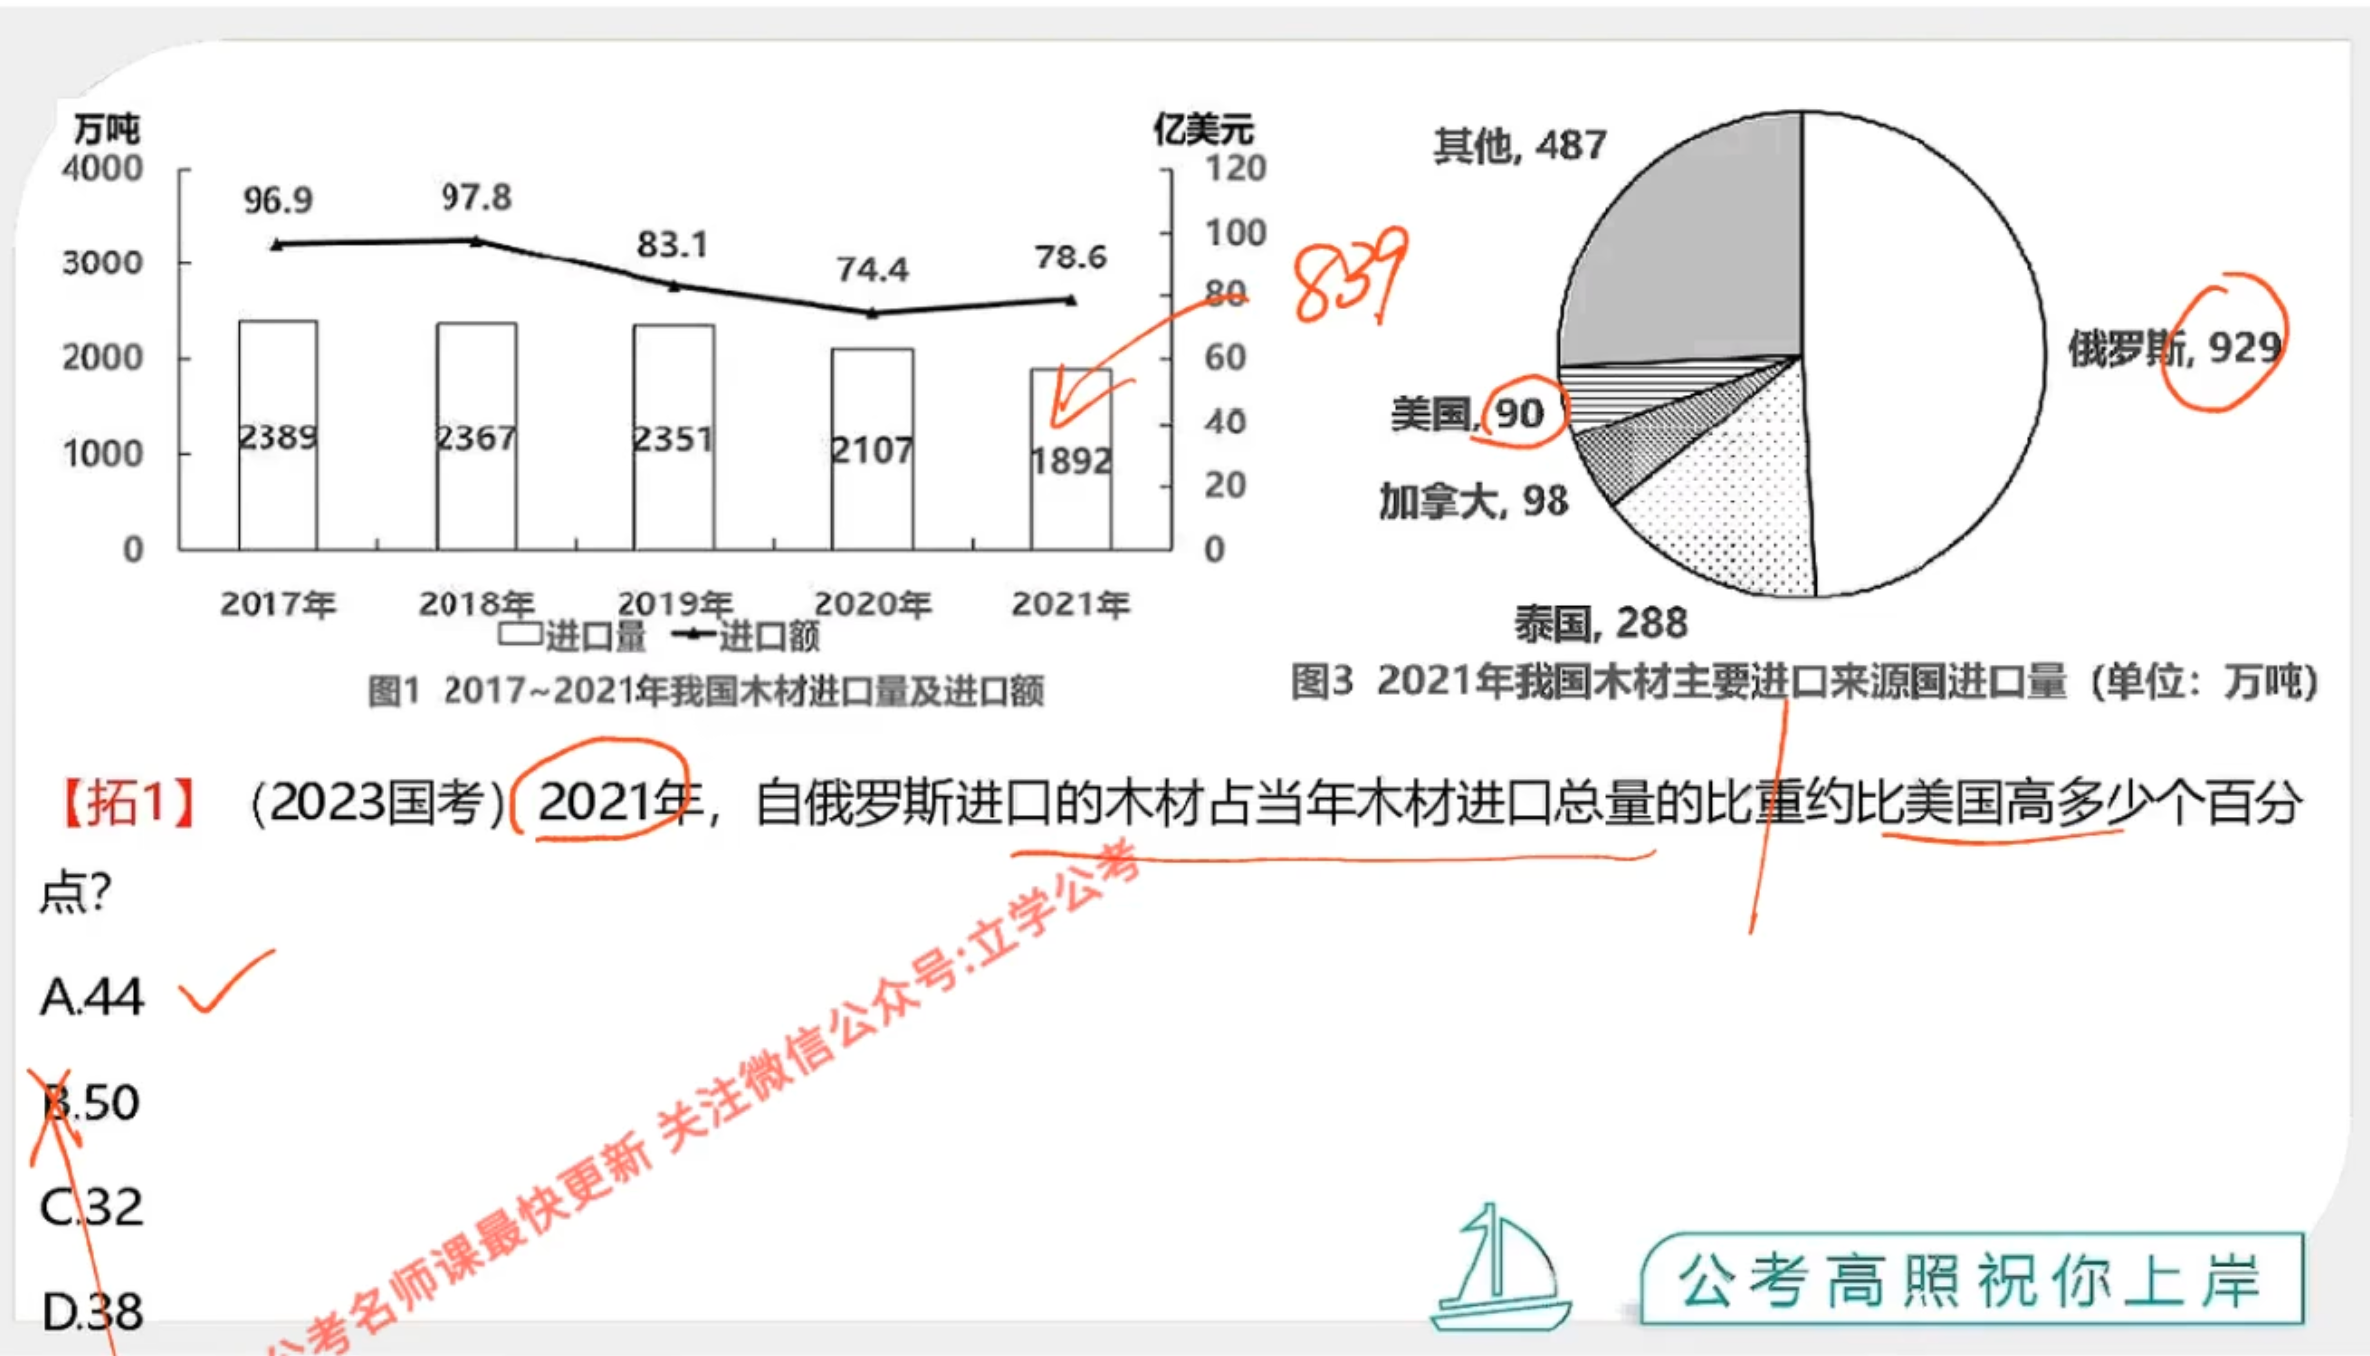 万吨
4000
3000
2000
1000
0
96.9
97.8
83.1
74.4
78.6
2389
2367
2351
2107
1892
亿美元
120
100
80
60
40
20
0
2017年
2018年
2019年
2020年
2021年
进口量 进口额
图1 2017~2021年我国木材进口量及进口额
839
其他, 487
俄罗斯, 929
美国, 90
加拿大, 98
泰国, 288
图3 2021年我国木材主要进口来源国进口量 (单位：万吨)
【拓1】(2023国考) 2021年，自俄罗斯进口的木材占当年木材进口总量的比重约比美国高多少个百分
点?
A.44
B.50
C.32
D.38
公考名师课最快更新 关注微信公众号:立学公考
公考高照祝你上岸